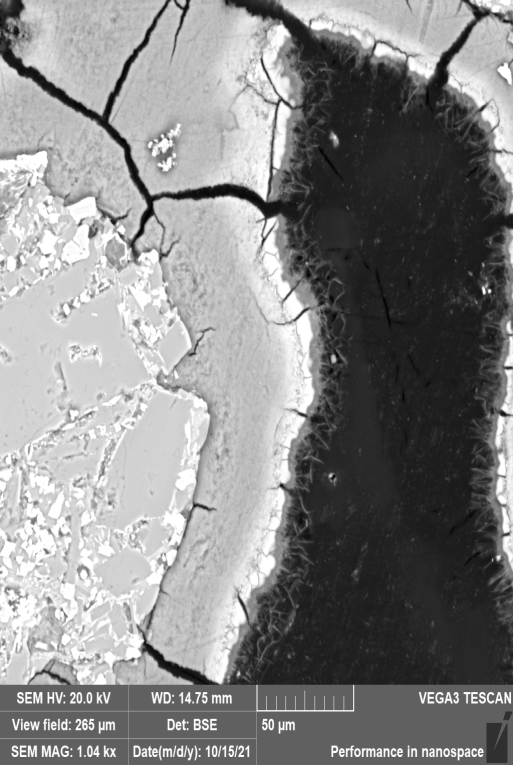 SEM HV: 20.0 kV WD: 14.75 mm VEGA3 TESCAN
View field: 265 µm Det: BSE 50 µm
SEM MAG: 1.04 kx Date(m/d/y): 10/15/21 Performance in nanospace